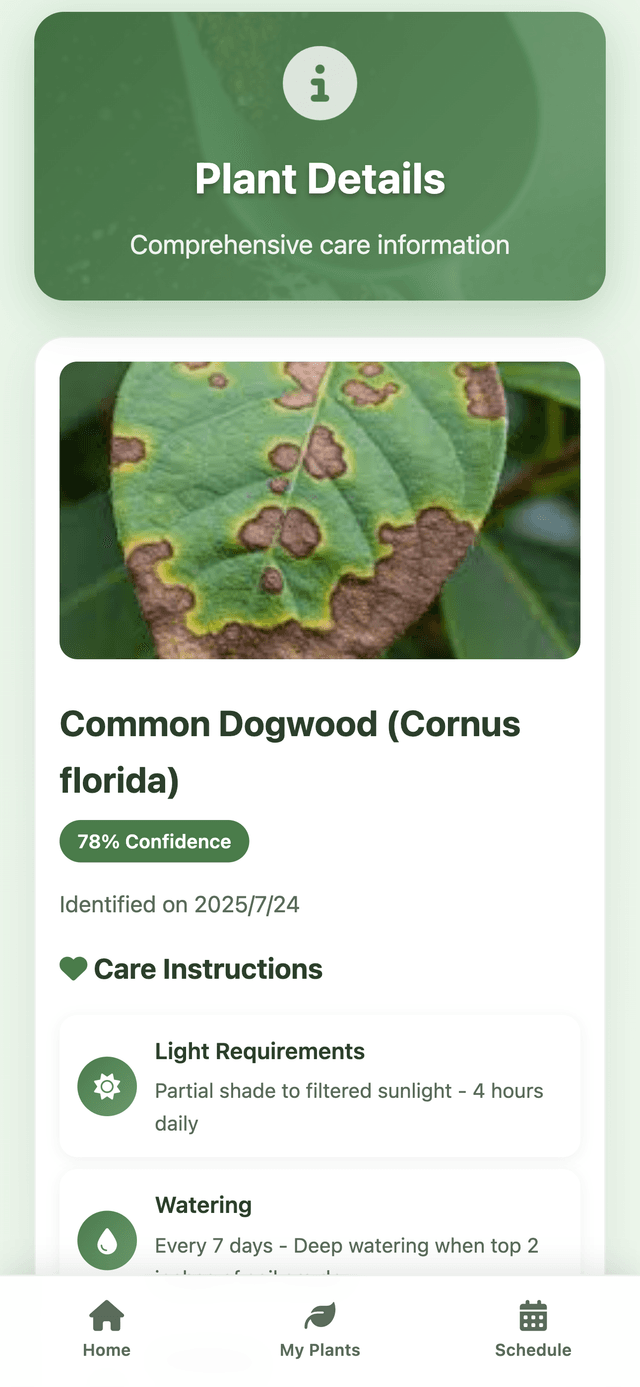 Plant Details
Comprehensive care information
Common Dogwood (Cornus
florida)
78% Confidence
Identified on 2025/7/24
Care Instructions
Light Requirements
Partial shade to filtered sunlight - 4 hours
daily
Watering
Every 7 days - Deep watering when top 2
Home
My Plants
Schedule